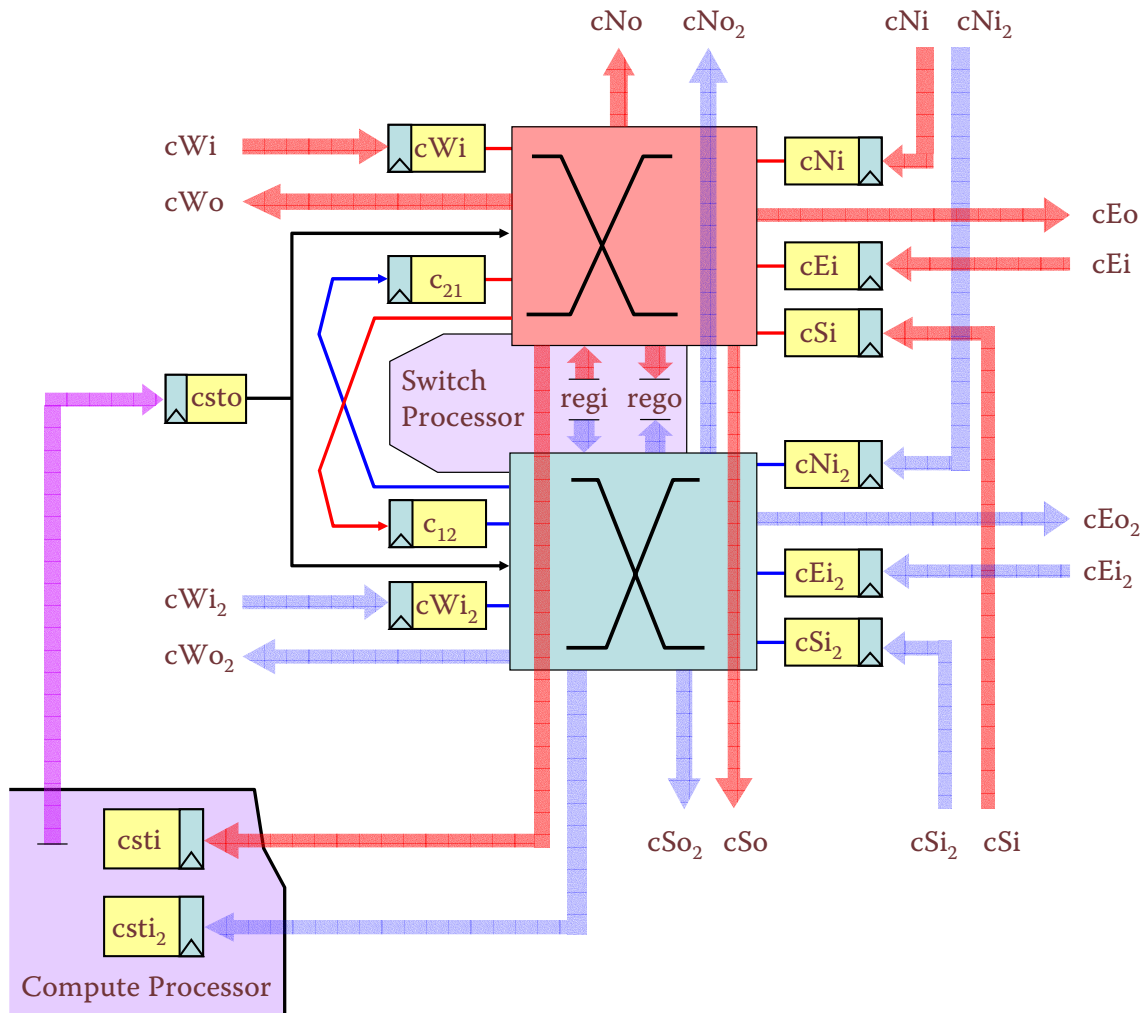 cNo
cNo₂
cNi
cNi₂
cWi
cWi
cNi
cWo
cEo
cEi
cEi
c₂₁
cSi
Switch
Processor
regi
rego
csto
cNi₂
c₁₂
cEo₂
cEi₂
cEi₂
cWi₂
cWi₂
cSi₂
cWo₂
csti
cSo₂
cSo
cSi₂
cSi
csti₂
Compute Processor